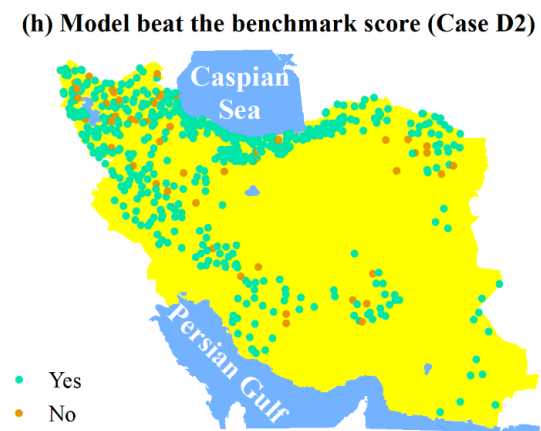 (h) Model beat the benchmark score (Case D2)
Caspian
Sea
Persian Gulf
Yes
No